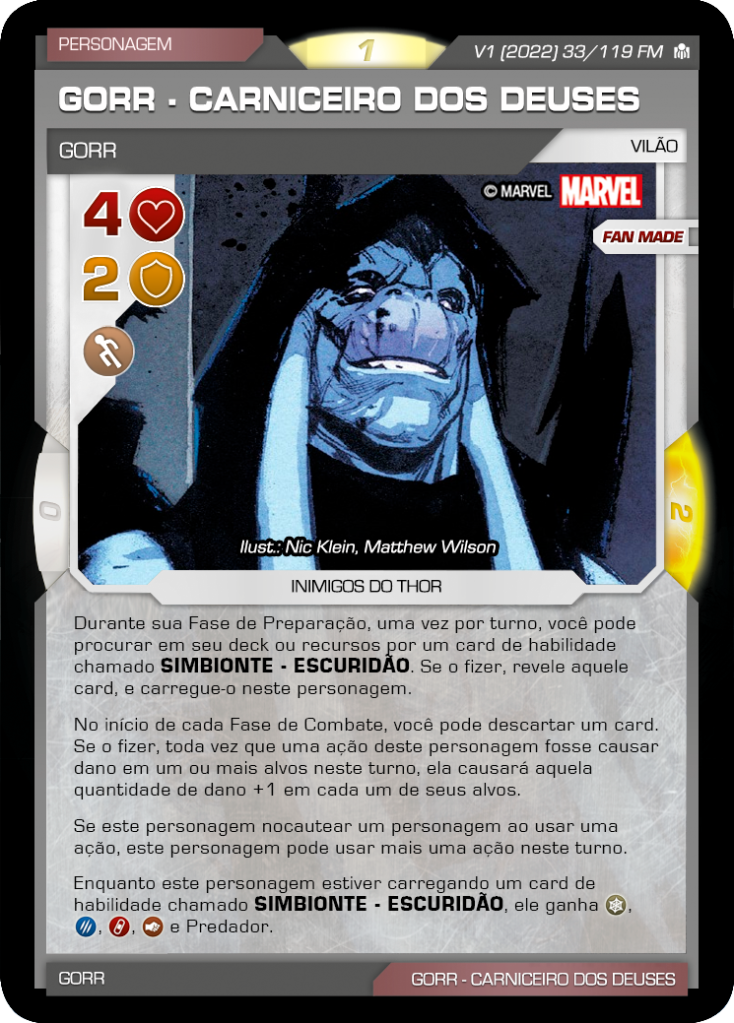 PERSONAGEM
1
V1 (2022) 33/119 FM
GORR - CARNICEIRO DOS DEUSES
GORR
VILÃO
4
© MARVEL MARVEL
FAN MADE
2
0
2
Ilust.: Nic Klein, Matthew Wilson
INIMIGOS DO THOR
Durante sua Fase de Preparação, uma vez por turno, você pode
procurar em seu deck ou recursos por um card de habilidade
chamado SIMBIONTE - ESCURIDÃO. Se o fizer, revele aquele
card, e carregue-o neste personagem.
No início de cada Fase de Combate, você pode descartar um card.
Se o fizer, toda vez que uma ação deste personagem fosse causar
dano em um ou mais alvos neste turno, ela causará aquela
quantidade de dano +1 em cada um de seus alvos.
Se este personagem nocautear um personagem ao usar uma
ação, este personagem pode usar mais uma ação neste turno.
Enquanto este personagem estiver carregando um card de
habilidade chamado SIMBIONTE - ESCURIDÃO, ele ganha ,
, , e Predador.
GORR
GORR - CARNICEIRO DOS DEUSES